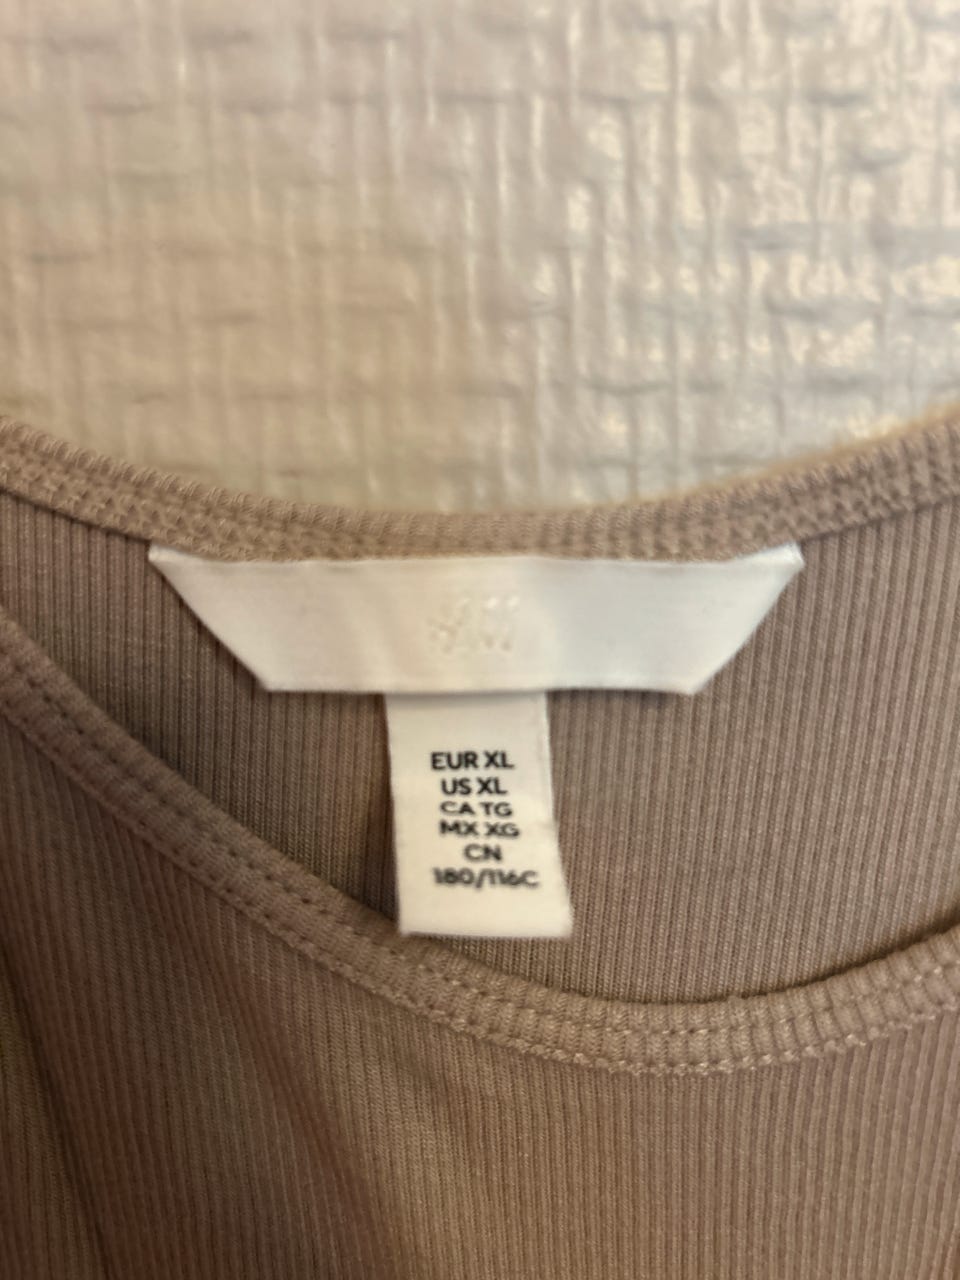 H&M
EUR XL
US XL
CA TG
MX XG
CN
180/116C